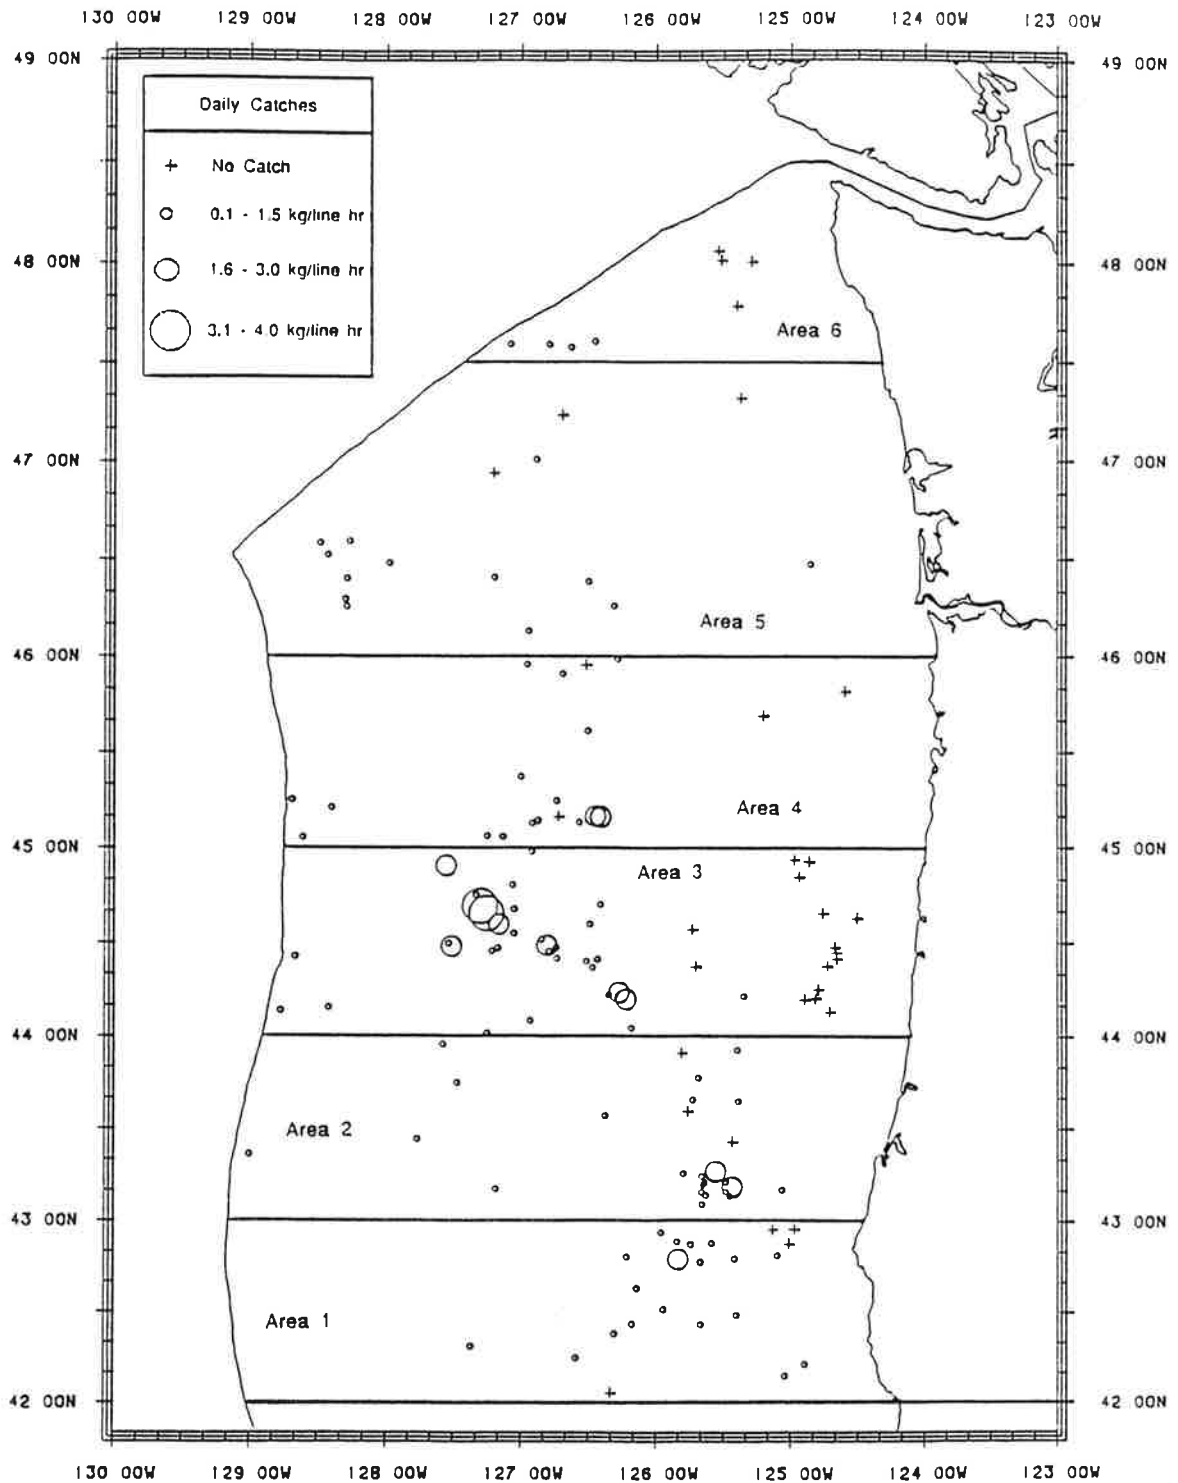 130 00W 129 00W 128 00W 127 00W 126 00W 125 00W 124 00W 123 00W
49 00N 49 00N
Daily Catches
+ No Catch
0.1 - 1.5 kg/line hr
1.6 - 3.0 kg/line hr
3.1 - 4.0 kg/line hr
48 00N 48 00N
Area 6
47 00N 47 00N
Area 5
46 00N 46 00N
Area 4
45 00N 45 00N
Area 3
44 00N 44 00N
Area 2
43 00N 43 00N
Area 1
42 00N 42 00N
130 00W 129 00W 128 00W 127 00W 126 00W 125 00W 124 00W 123 00W